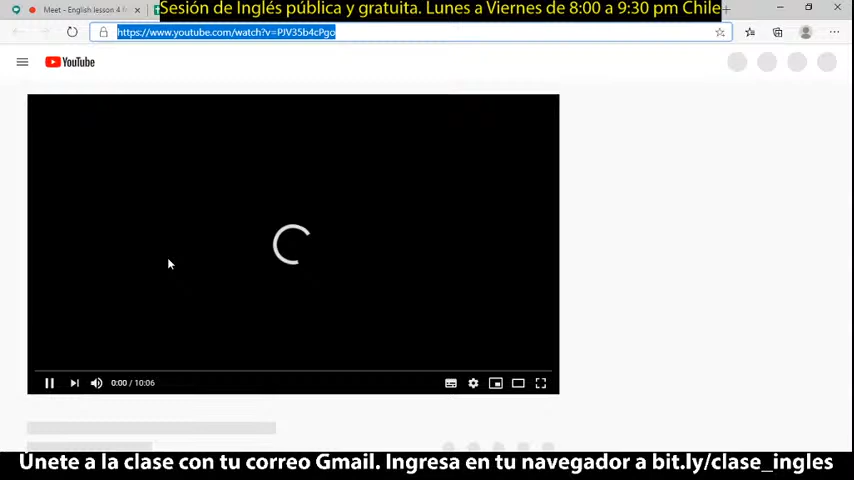 Meet - English lesson 4 f
Sesión de Inglés pública y gratuita. Lunes a Viernes de 8:00 a 9:30 pm Chile
https://www.youtube.com/watch?v=PJV35b4cPgo
YouTube
0:00 / 10:06
Únete a la clase con tu correo Gmail. Ingresa en tu navegador a bit.ly/clase_ingles